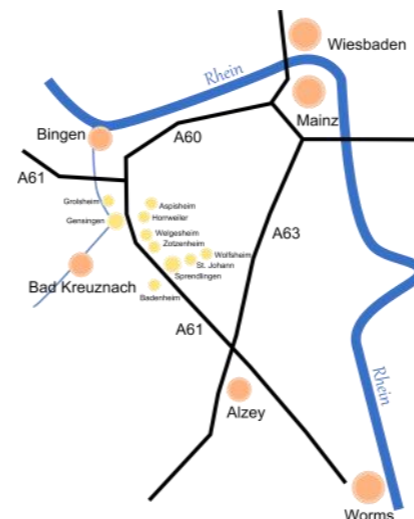 Wiesbaden
Rhein
Mainz
Bingen
A60
A61
Grolsheim
Aspisheim
Gensingen
Horrweiler
Welgesheim
A63
Zotzenheim
Wolfsheim
St. Johann
Bad Kreuznach
Sprendlingen
Badenheim
A61
Rhein
Alzey
Worms